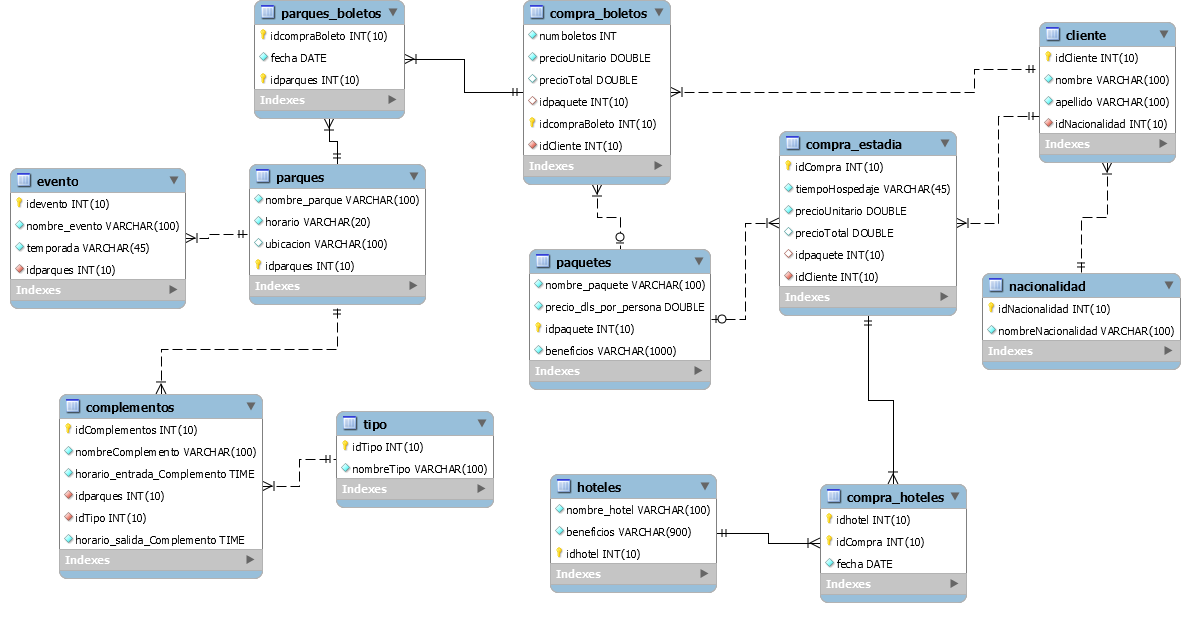 parques_boletos
idcompraBoleto INT(10)
fecha DATE
idparques INT(10)
Indexes
compra_boletos
numboletos INT
precioUnitario DOUBLE
precioTotal DOUBLE
idpaquete INT(10)
idcompraBoleto INT(10)
idCliente INT(10)
Indexes
cliente
idCliente INT(10)
nombre VARCHAR(100)
apellido VARCHAR(100)
idNacionalidad INT(10)
Indexes
evento
idevento INT(10)
nombre_evento VARCHAR(100)
temporada VARCHAR(45)
idparques INT(10)
Indexes
parques
nombre_parque VARCHAR(100)
horario VARCHAR(20)
ubicacion VARCHAR(100)
idparques INT(10)
Indexes
compra_estadia
idCompra INT(10)
tiempoHospedaje VARCHAR(45)
precioUnitario DOUBLE
precioTotal DOUBLE
idpaquete INT(10)
idCliente INT(10)
Indexes
paquetes
nombre_paquete VARCHAR(100)
precio_dls_por_persona DOUBLE
idpaquete INT(10)
beneficios VARCHAR(1000)
Indexes
nacionalidad
idNacionalidad INT(10)
nombreNacionalidad VARCHAR(100)
Indexes
complementos
idComplementos INT(10)
nombreComplemento VARCHAR(100)
horario_entrada_Complemento TIME
idparques INT(10)
idTipo INT(10)
horario_salida_Complemento TIME
Indexes
tipo
idTipo INT(10)
nombreTipo VARCHAR(100)
Indexes
hoteles
nombre_hotel VARCHAR(100)
beneficios VARCHAR(900)
idhotel INT(10)
Indexes
compra_hoteles
idhotel INT(10)
idCompra INT(10)
fecha DATE
Indexes